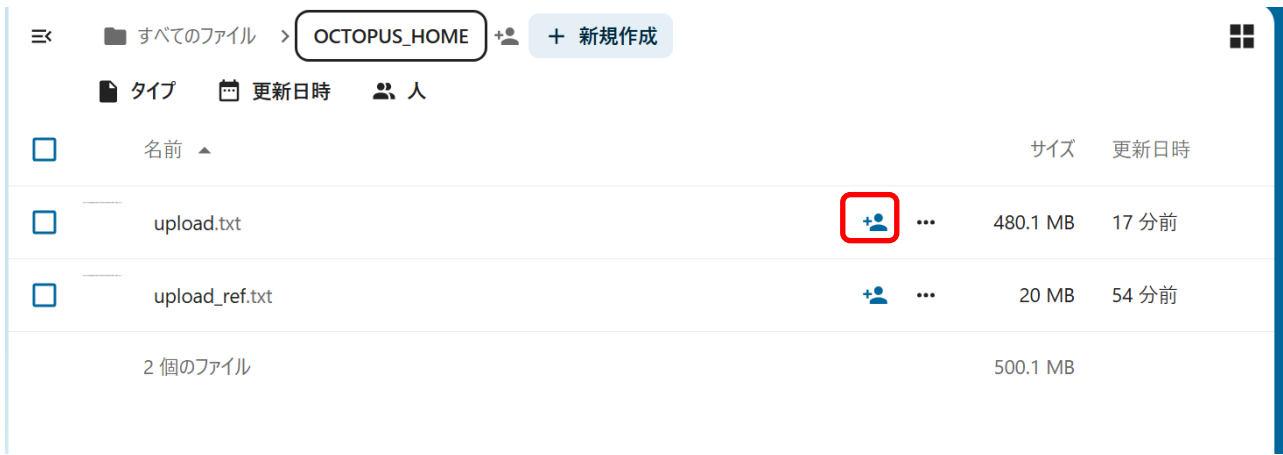 すべてのファイル > OCTOPUS_HOME + 新規作成
タイプ 更新日時 人
名前 サイズ 更新日時
upload.txt 480.1 MB 17 分前
upload_ref.txt 20 MB 54 分前
2 個のファイル 500.1 MB